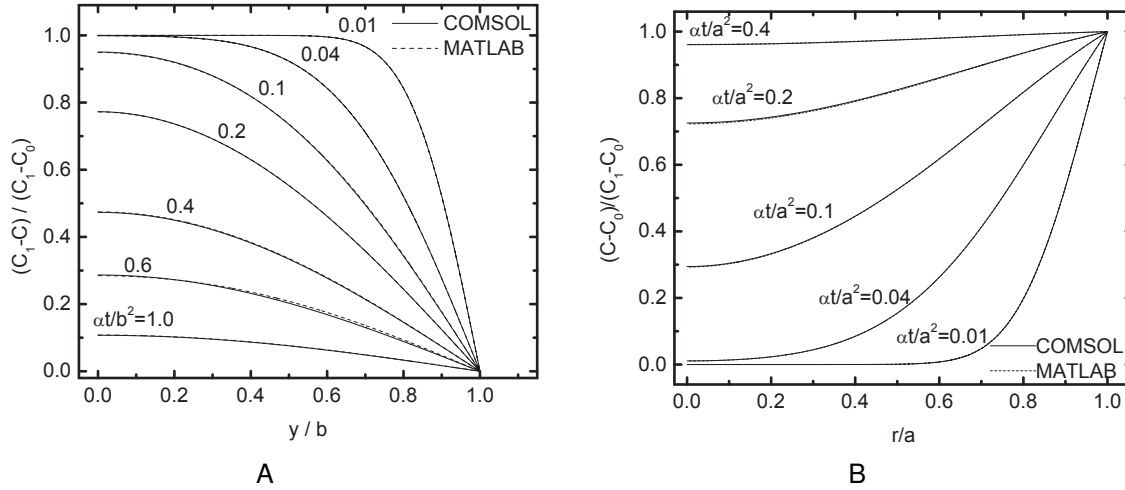 (C₁-C) / (C₁-C₀)
1.0
0.8
0.6
0.4
0.2
0.0
0.01
0.04
0.1
0.2
0.4
0.6
αt/b²=1.0
COMSOL
MATLAB
0.0 0.2 0.4 0.6 0.8 1.0
y / b
A
(C-C₀)/(C₁-C₀)
1.0
0.8
0.6
0.4
0.2
0.0
αt/a²=0.4
αt/a²=0.2
αt/a²=0.1
αt/a²=0.04
αt/a²=0.01
COMSOL
MATLAB
0.0 0.2 0.4 0.6 0.8 1.0
r/a
B